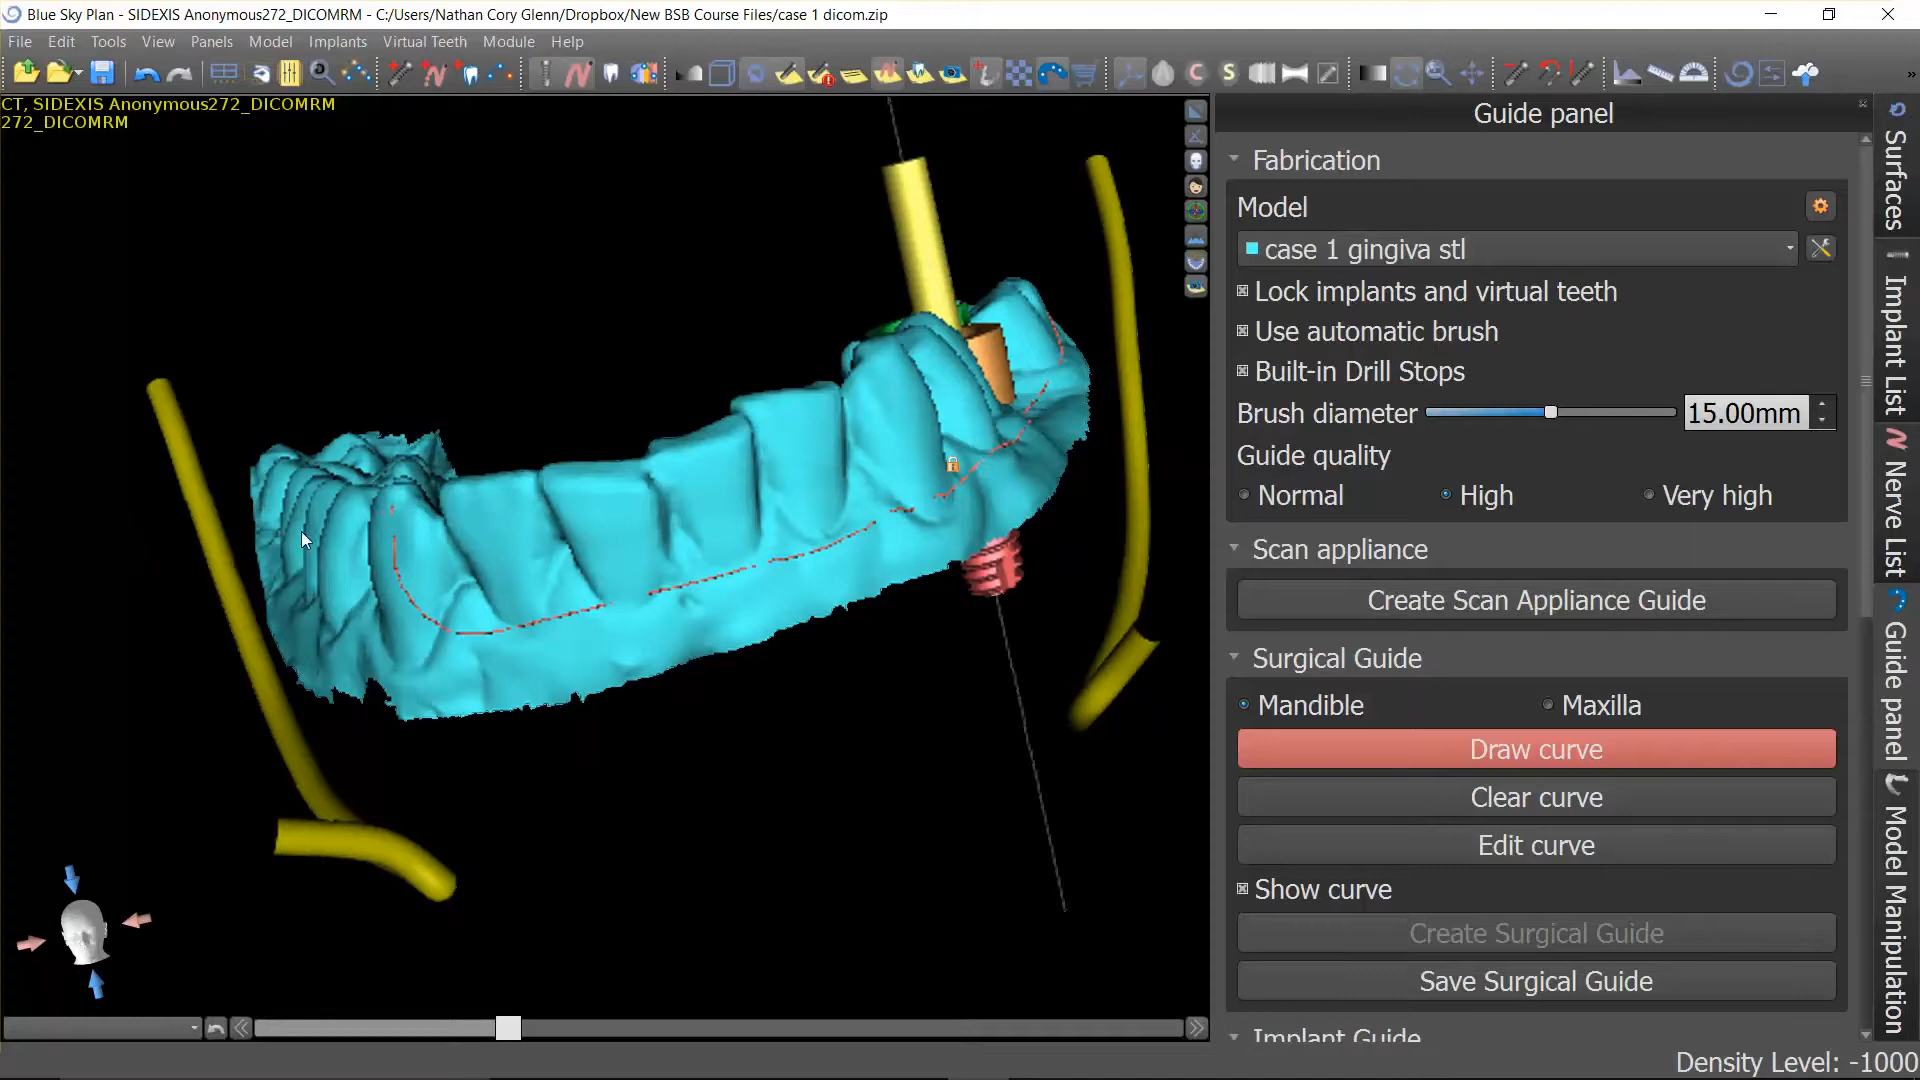 Blue Sky Plan - SIDEXIS Anonymous272_DICOMRM - C:/Users/Nathan Cory Glenn/Dropbox/New BSB Course Files/case 1 dicom.zip
File Edit Tools View Panels Model Implants Virtual Teeth Module Help
C S
CT, SIDEXIS Anonymous272_DICOMRM
272_DICOMRM
Guide panel
Fabrication
Model
case 1 gingiva stl
Lock implants and virtual teeth
Use automatic brush
Built-in Drill Stops
Brush diameter 15.00mm
Guide quality
Normal High Very high
Scan appliance
Create Scan Appliance Guide
Surgical Guide
Mandible Maxilla
Draw curve
Clear curve
Edit curve
Show curve
Create Surgical Guide
Save Surgical Guide
Implant Guide
Surfaces
Implant List
Nerve List
Guide panel
Model Manipulation
Density Level: -1000